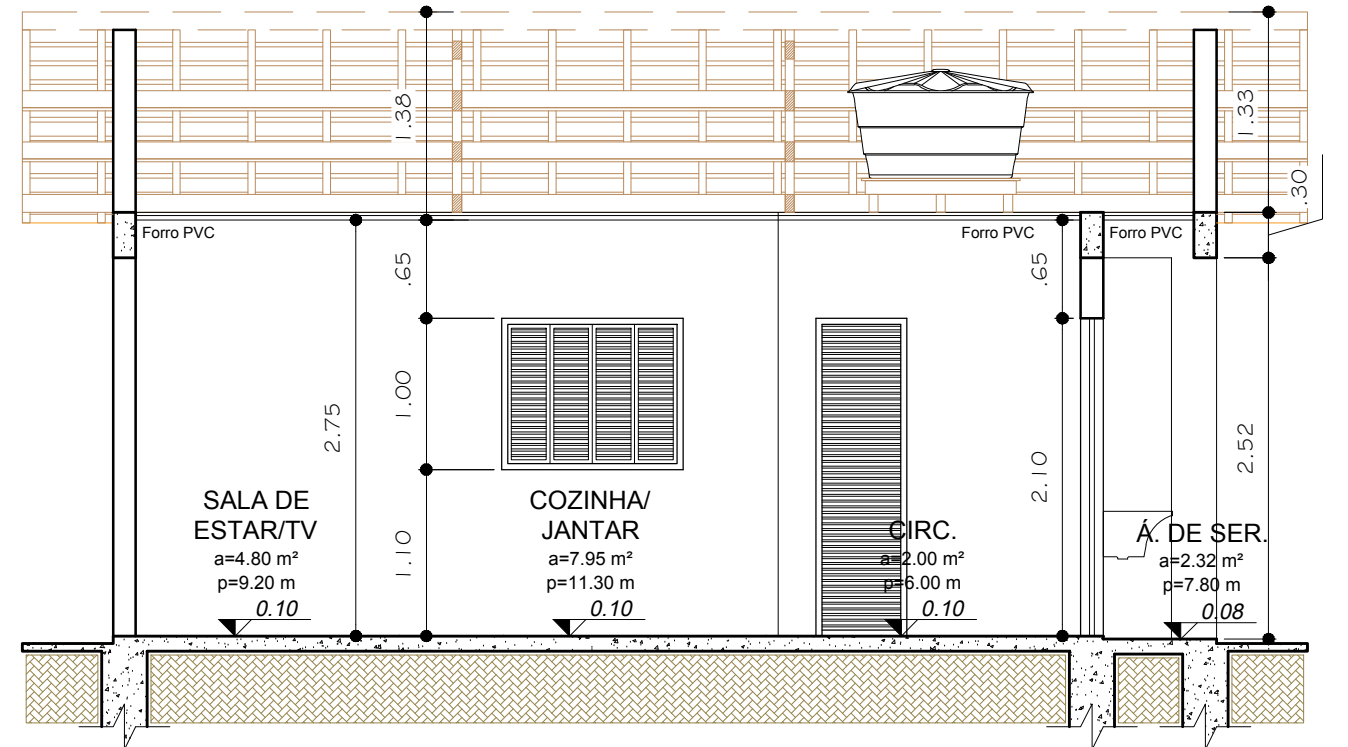 1.38
1.33
.30
Forro PVC
Forro PVC
Forro PVC
.65
.65
1.00
2.75
2.52
2.10
1.10
SALA DE
ESTAR/TV
a=4.80 m²
p=9.20 m
0.10
COZINHA/
JANTAR
a=7.95 m²
p=11.30 m
0.10
CIRC.
a=2.00 m²
p=6.00 m
0.10
Á. DE SER.
a=2.32 m²
p=7.80 m
0.08